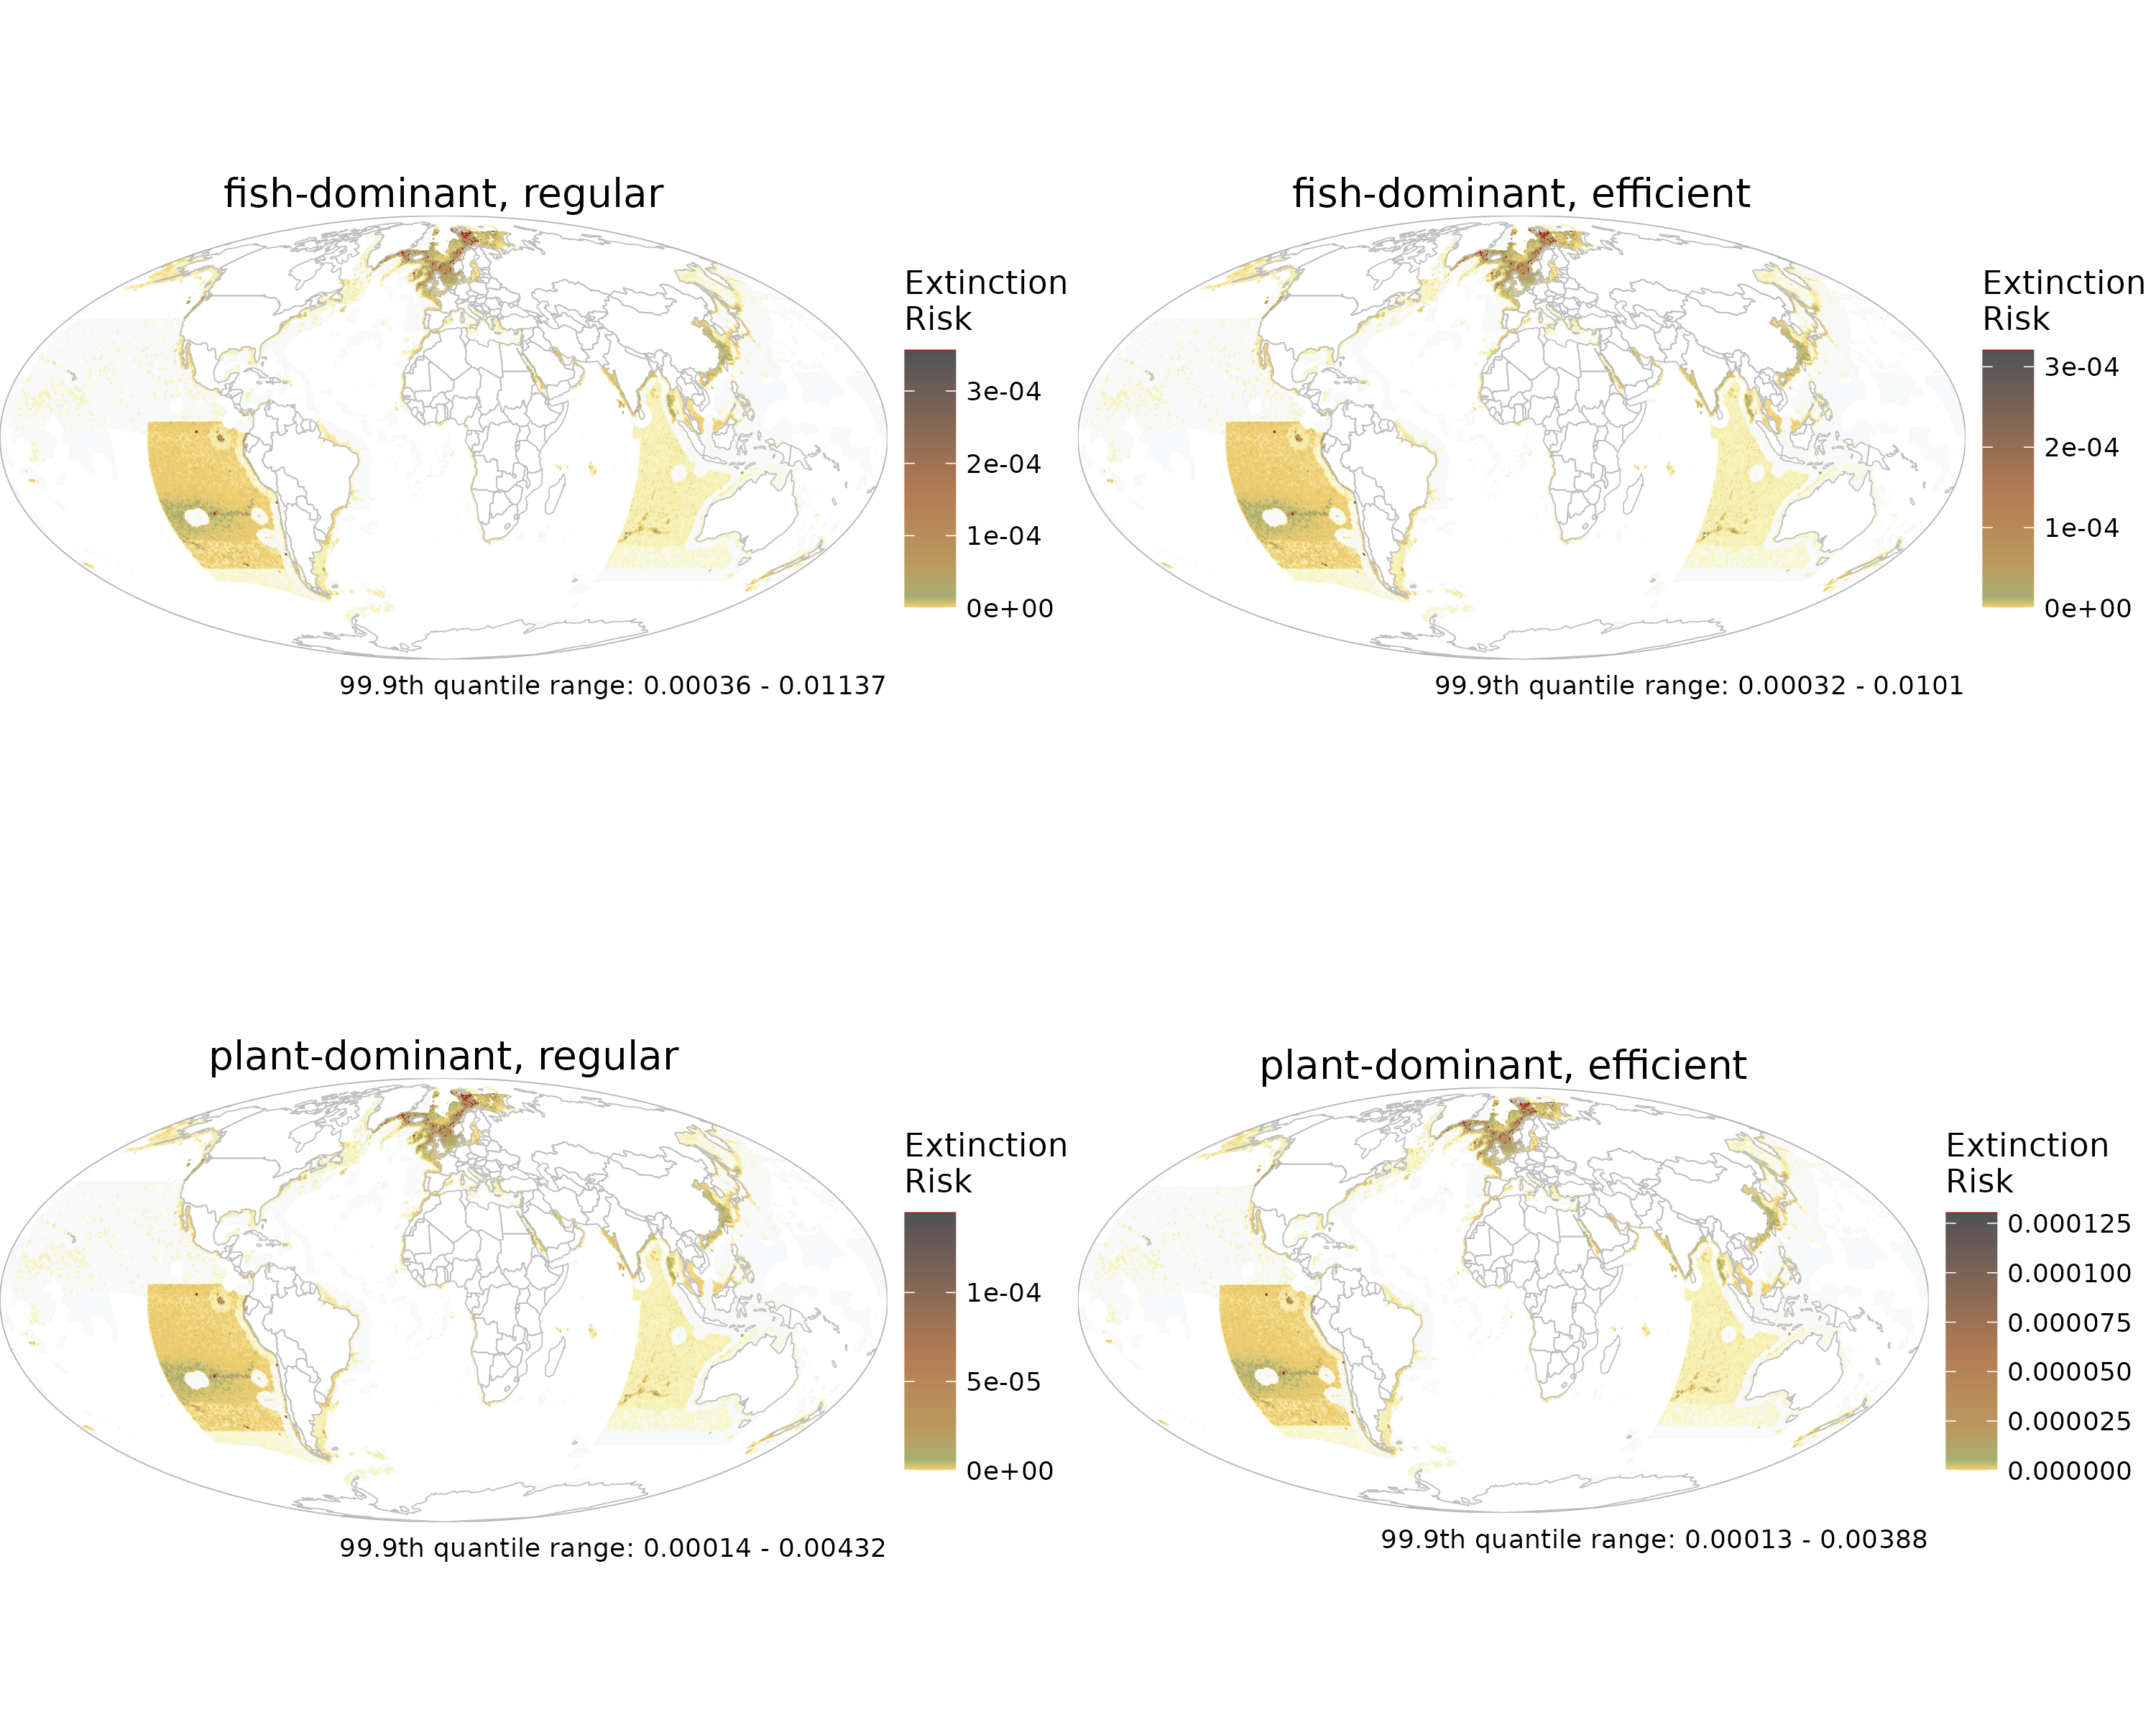 fish-dominant, regular
Extinction
Risk
3e-04
2e-04
1e-04
0e+00
99.9th quantile range: 0.00036 - 0.01137
fish-dominant, efficient
Extinction
Risk
3e-04
2e-04
1e-04
0e+00
99.9th quantile range: 0.00032 - 0.0101
plant-dominant, regular
Extinction
Risk
1e-04
5e-05
0e+00
99.9th quantile range: 0.00014 - 0.00432
plant-dominant, efficient
Extinction
Risk
0.000125
0.000100
0.000075
0.000050
0.000025
0.000000
99.9th quantile range: 0.00013 - 0.00388